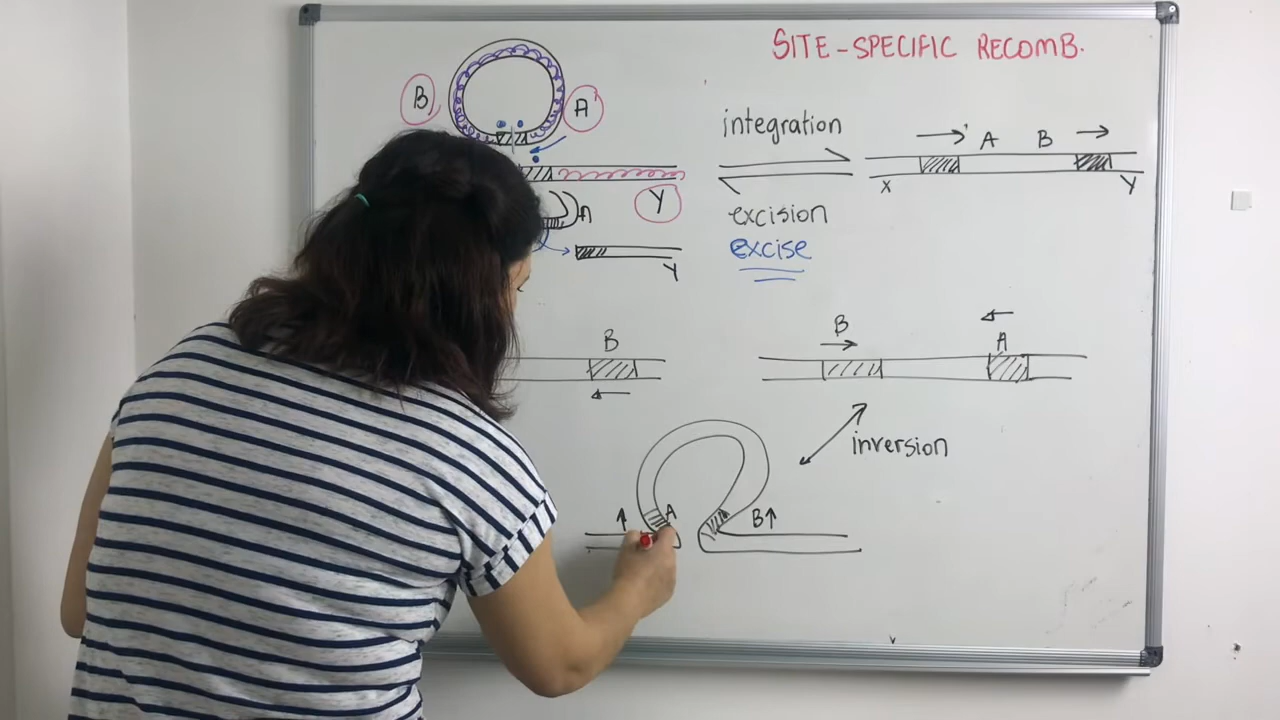 SITE-SPECIFIC RECOMB.
B
A'
integration
A B
X
Y
Y
excision
A
excise
Y
B
B
A
inversion
A
B